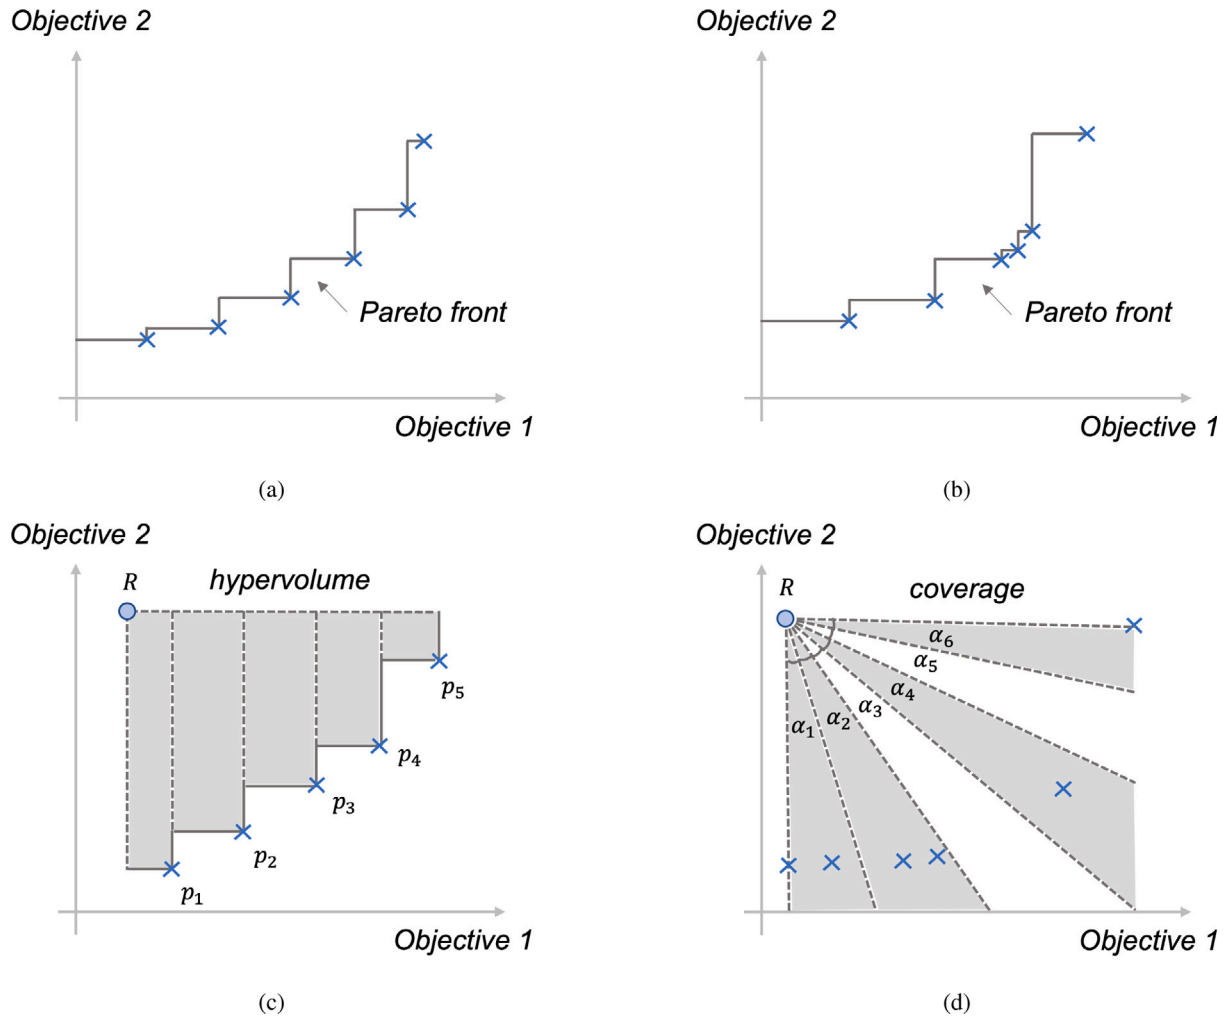 Objective 2
Pareto front
Objective 1
(a)
Objective 2
Pareto front
Objective 1
(b)
Objective 2
R
hypervolume
p₅
p₄
p₃
p₂
p₁
Objective 1
(c)
Objective 2
R
coverage
α₆
α₅
α₄
α₃
α₂
α₁
Objective 1
(d)